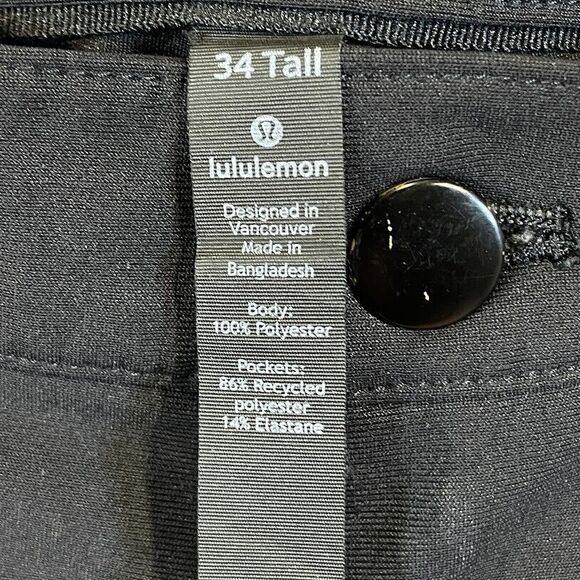 34 Tall
lululemon
Designed in
Vancouver
Made in
Bangladesh
Body:
100% Polyester
Pockets:
86% Recycled
polyester
14% Elastane